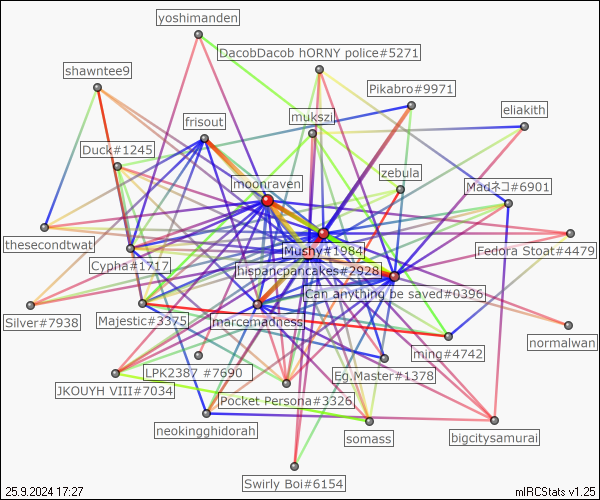 yoshimanden
DacobDacob hORNY police#5271
shawntee9
Pikabro#9971
eliakith
mukszi
frisout
Duck#1245
zebula
moonraven
Madネコ#6901
thesecondtwat
Mushy#1984
Fedora Stoat#4479
Cypha#1717
hispancpancakes#2928
Can anything be saved#0396
Silver#7938
Majestic#3375
marcemadness
normalwan
ming#4742
LPK2387 #7690
Eg.Master#1378
JKOUYH VIII#7034
Pocket Persona#3326
neokingghidorah
somass
bigcitysamurai
Swirly Boi#6154
25.9.2024 17:27
mIRCStats v1.25